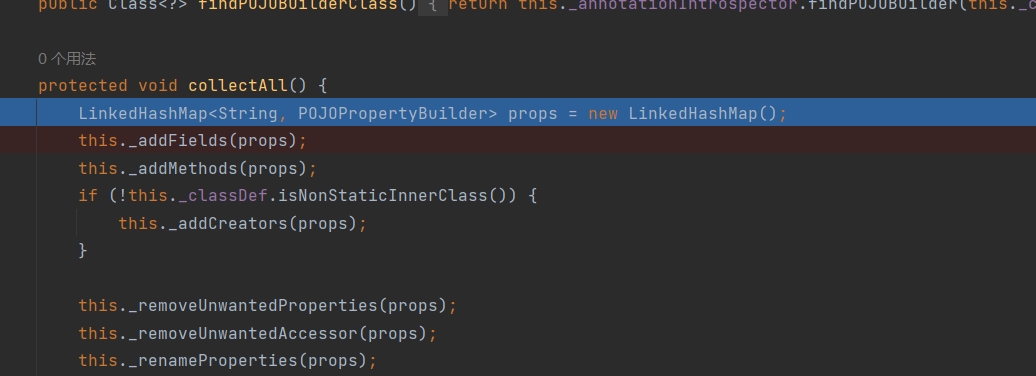 public Class<?> findPOJOBuilderClass() { return this._annotationIntrospector.findPOJOBuilder(this._c
0 个用法
protected void collectAll() {
LinkedHashMap<String, POJOPropertyBuilder> props = new LinkedHashMap();
this._addFields(props);
this._addMethods(props);
if (!this._classDef.isNonStaticInnerClass()) {
this._addCreators(props);
}
this._removeUnwantedProperties(props);
this._removeUnwantedAccessor(props);
this._renameProperties(props);